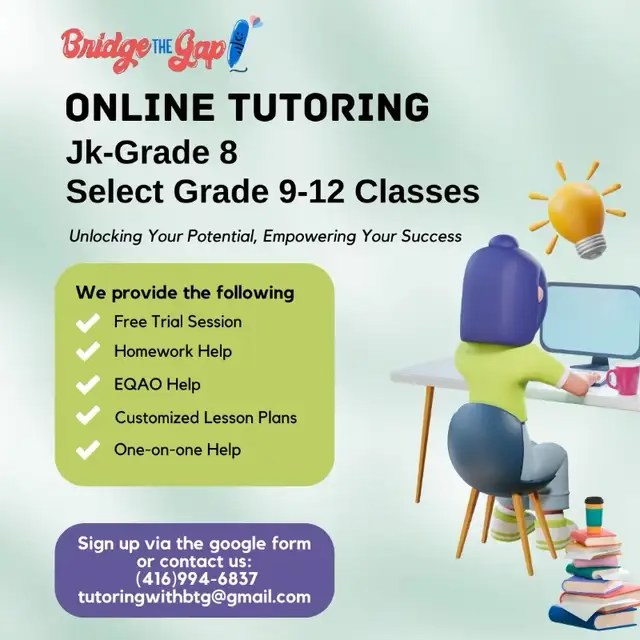 Bridge THE Gap
ONLINE TUTORING
Jk-Grade 8
Select Grade 9-12 Classes
Unlocking Your Potential, Empowering Your Success
We provide the following
Free Trial Session
Homework Help
EQAO Help
Customized Lesson Plans
One-on-one Help
Sign up via the google form
or contact us:
(416)994-6837
tutoringwithbtg@gmail.com